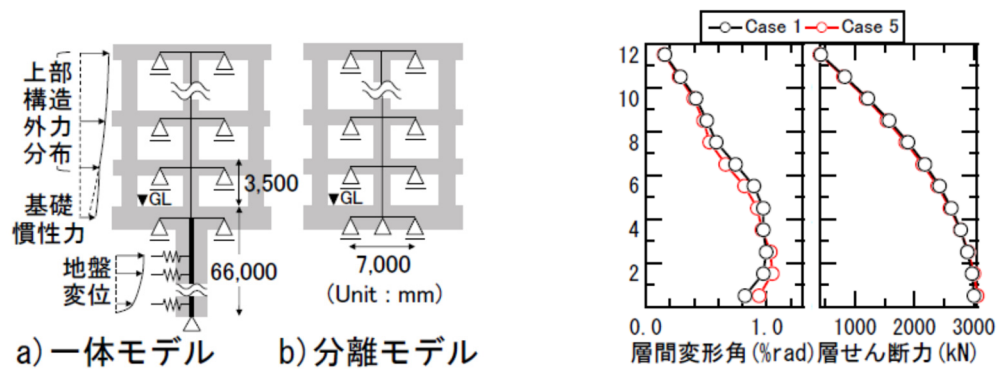 上部
構造
外力
分布
基礎
慣性力
地盤
変位
▼GL
3,500
66,000
a)一体モデル
▼GL
7,000
(Unit : mm)
b)分離モデル
Case 1 Case 5
12
10
8
6
4
2
0.0 1.0
層間変形角(%rad)
1000 2000 3000
層せん断力(kN)